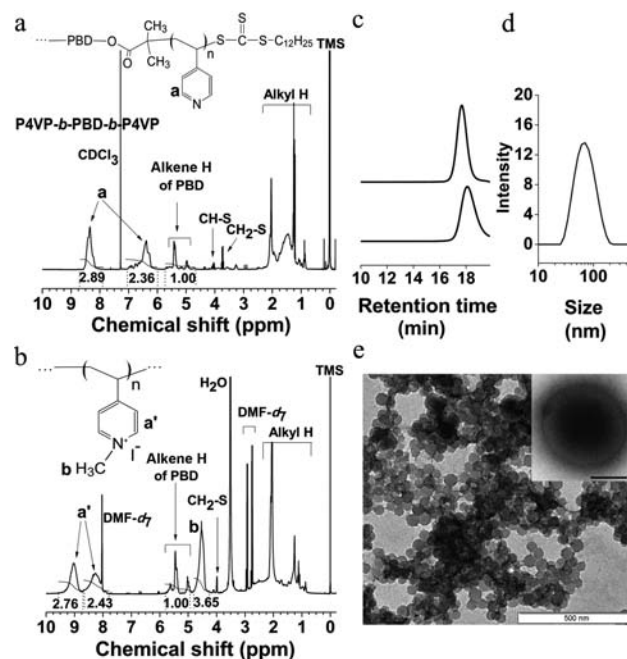 a
PBD
O
O
CH3
CH3
n
S
S
S
S-C12H25
TMS
a
N
Alkyl H
P4VP-b-PBD-b-P4VP
CDCl3
Alkene H
of PBD
a
CH-S
CH2-S
2.89
2.36
1.00
10 9 8 7 6 5 4 3 2 1 0
Chemical shift (ppm)
c
10 12 14 16 18
Retention time
(min)
d
Intensity
20
16
12
8
4
0
10 100
Size
(nm)
b
n
a'
N+
I-
b H3C
TMS
H2O
DMF-d7
Alkyl H
Alkene H
of PBD
CH2-S
b
a'
DMF-d7
2.76
2.43
1.00
3.65
10 9 8 7 6 5 4 3 2 1 0
Chemical shift (ppm)
e
500 nm